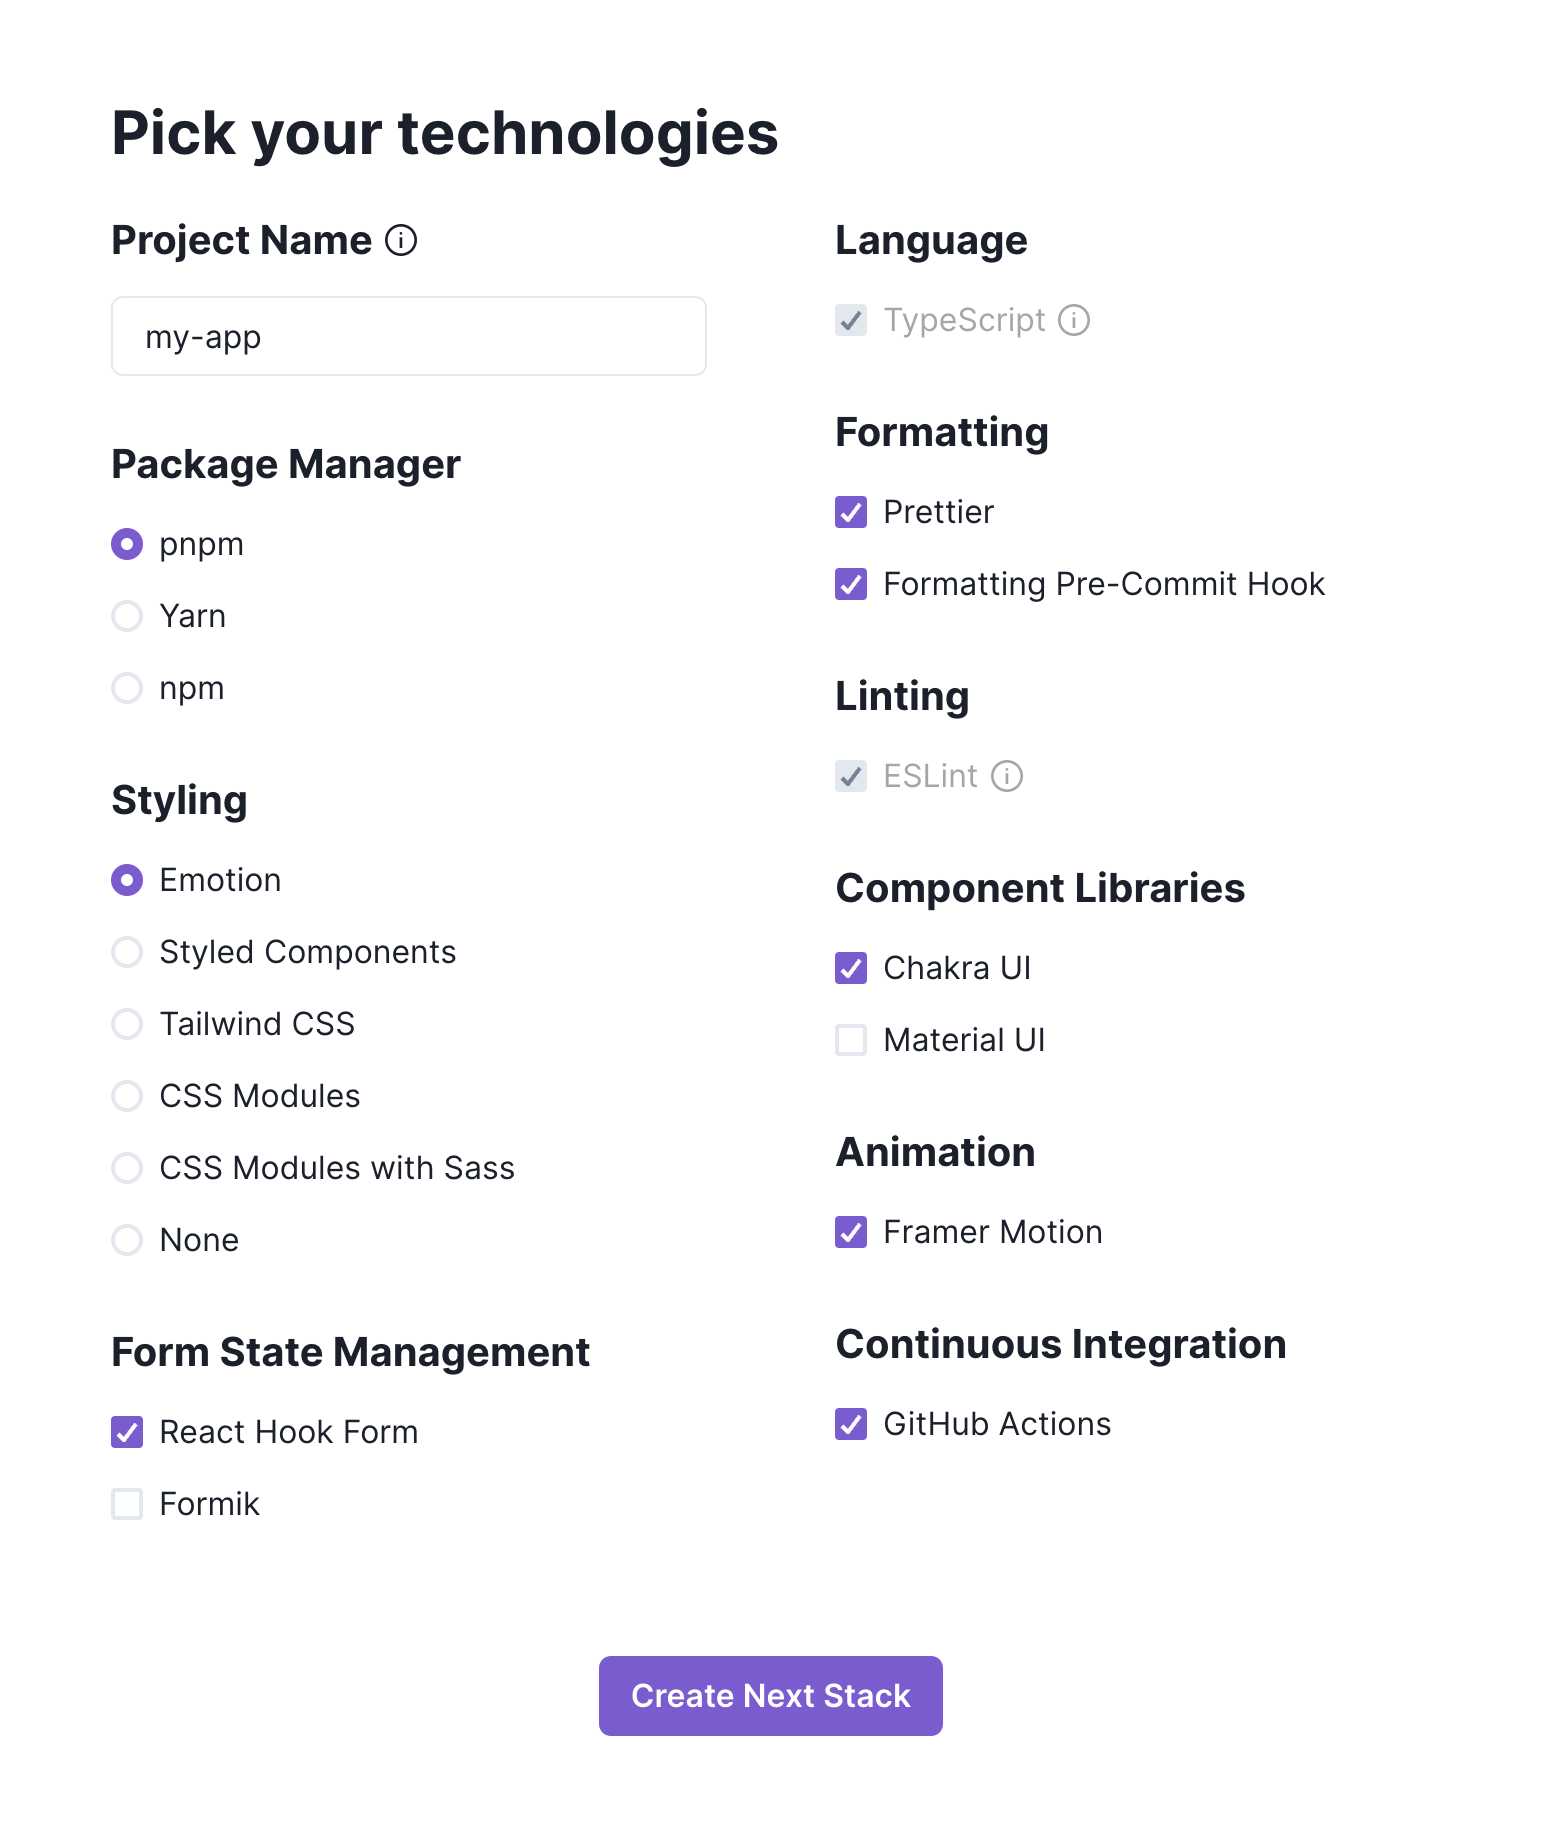 Pick your technologies
Project Name
my-app
Package Manager
pnpm
Yarn
npm
Styling
Emotion
Styled Components
Tailwind CSS
CSS Modules
CSS Modules with Sass
None
Form State Management
React Hook Form
Formik
Language
TypeScript
Formatting
Prettier
Formatting Pre-Commit Hook
Linting
ESLint
Component Libraries
Chakra UI
Material UI
Animation
Framer Motion
Continuous Integration
GitHub Actions
Create Next Stack